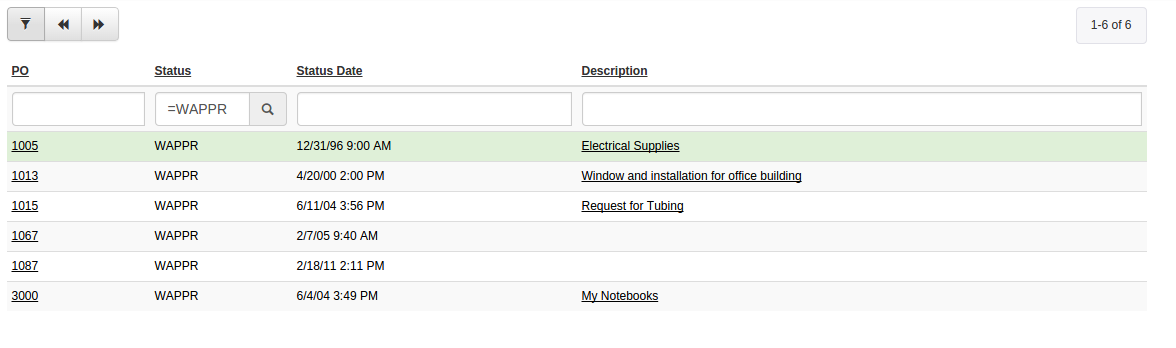 1-6 of 6
PO Status Status Date Description
=WAPPR
1005 WAPPR 12/31/96 9:00 AM Electrical Supplies
1013 WAPPR 4/20/00 2:00 PM Window and installation for office building
1015 WAPPR 6/11/04 3:56 PM Request for Tubing
1067 WAPPR 2/7/05 9:40 AM
1087 WAPPR 2/18/11 2:11 PM
3000 WAPPR 6/4/04 3:49 PM My Notebooks